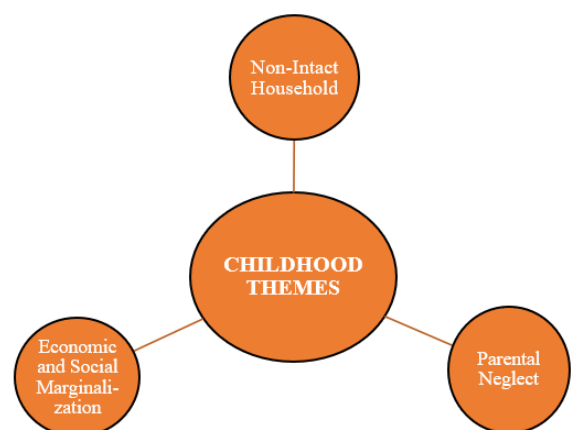 Non-Intact
Household
CHILDHOOD
THEMES
Economic
and Social
Marginali-
zation
Parental
Neglect